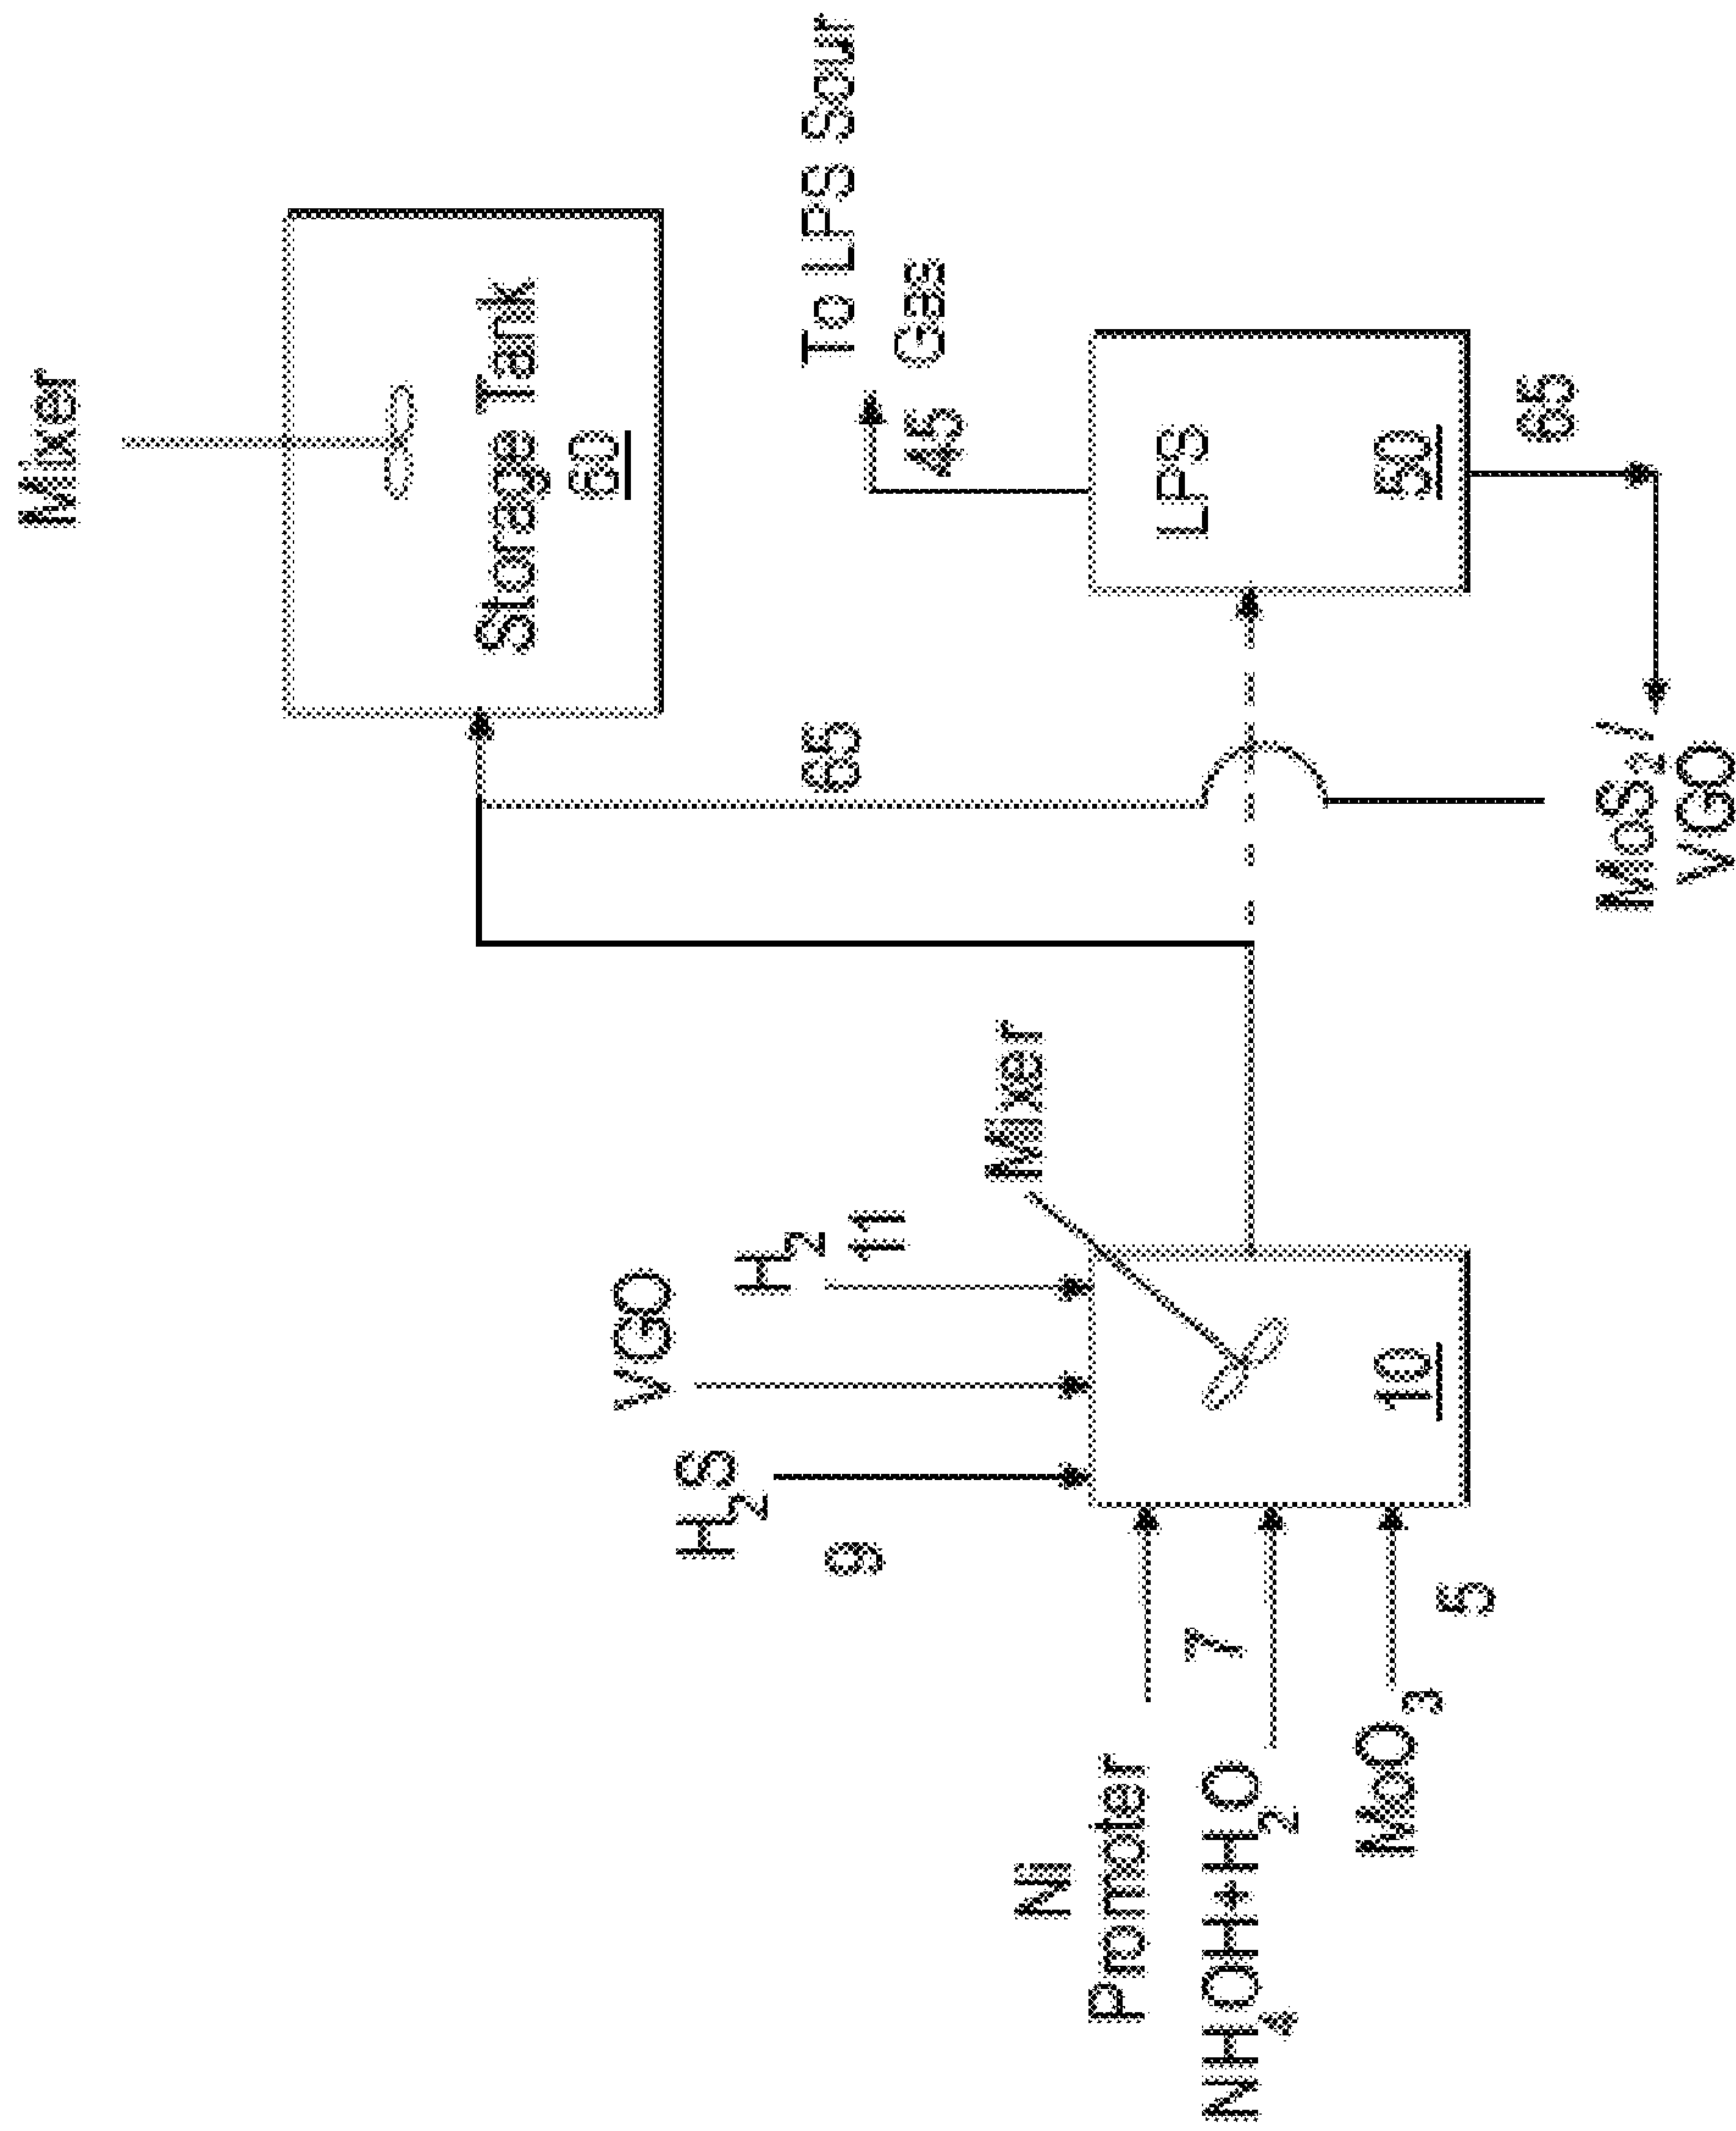 Mixer
Storage Tank
60
To LPS Sour
Gas
45
LPS
50
65
65
MoS2 /
VGO
Mixer
H2
11
VGO
H2S
9
10
Ni
Promoter
7
NH4OH+H2O
MoO3
5